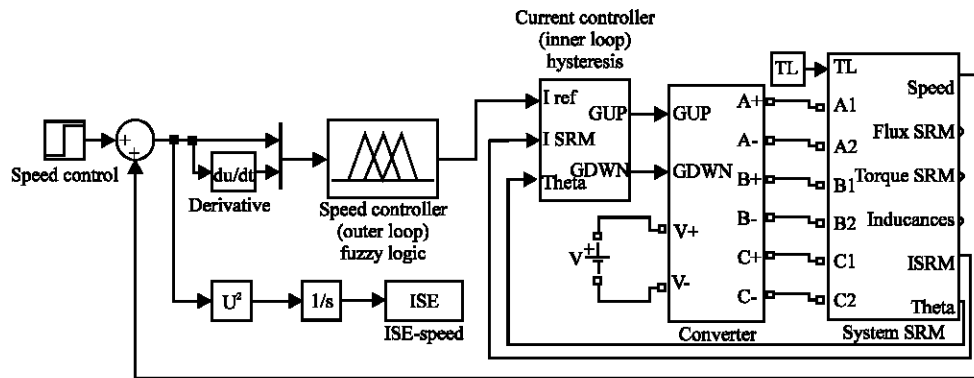 Current controller
(inner loop)
hysteresis
Speed control
+
+
du/dt
Derivative
Speed controller
(outer loop)
fuzzy logic
U²
1/s
ISE
ISE-speed
I ref
I SRM
Theta
GUP
GDWN
GUP
GDWN
V+
V-
V
+
A+
A-
B+
B-
C+
C-
Converter
TL
TL
A1
A2
B1
B2
C1
C2
Speed
Flux SRM
Torque SRM
Inducances
ISRM
Theta
System SRM